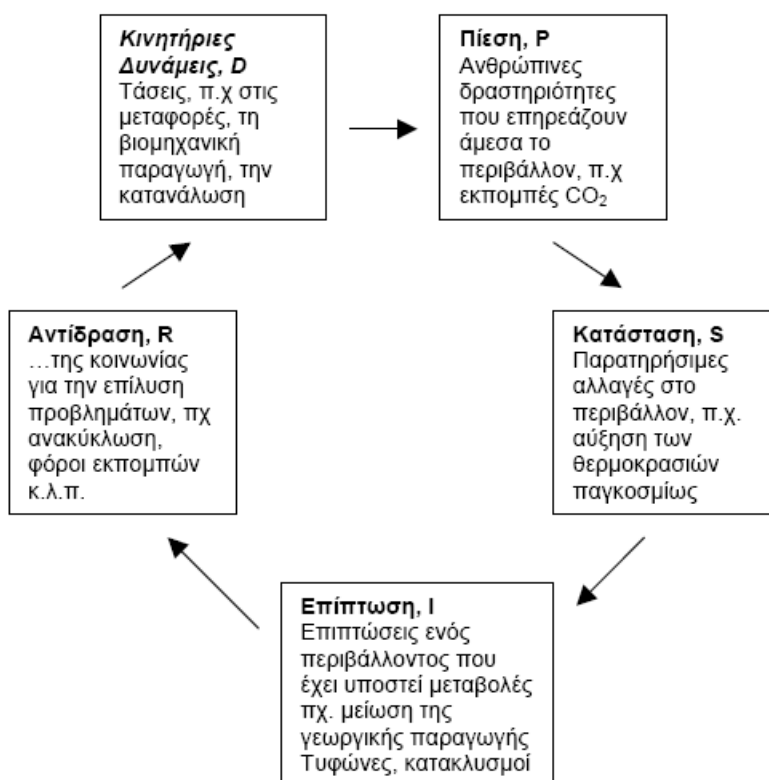 Κινητήριες
Δυνάμεις, D
Τάσεις, π.χ στις
μεταφορές, τη
βιομηχανική
παραγωγή, την
κατανάλωση
Πίεση, P
Ανθρώπινες
δραστηριότητες
που επηρεάζουν
άμεσα το
περιβάλλον, π.χ
εκπομπές CO₂
Κατάσταση, S
Παρατηρήσιμες
αλλαγές στο
περιβάλλον, π.χ.
αύξηση των
θερμοκρασιών
παγκοσμίως
Επίπτωση, I
Επιπτώσεις ενός
περιβάλλοντος που
έχει υποστεί μεταβολές
πχ. μείωση της
γεωργικής παραγωγής
Τυφώνες, κατακλυσμοί
Αντίδραση, R
…της κοινωνίας
για την επίλυση
προβλημάτων, πχ
ανακύκλωση,
φόροι εκπομπών
κ.λ.π.